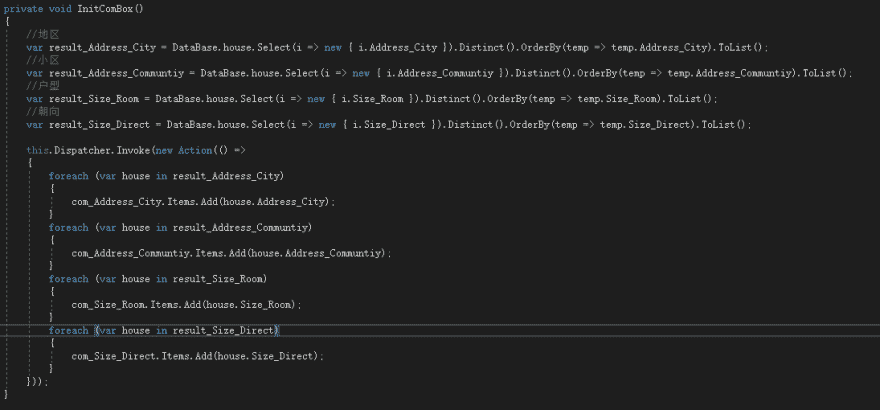 private void InitComBox()
{
//地区
var result_Address_City = DataBase.house.Select(i => new { i.Address_City }).Distinct().OrderBy(temp => temp.Address_City).ToList();
//小区
var result_Address_Communtiy = DataBase.house.Select(i => new { i.Address_Communtiy }).Distinct().OrderBy(temp => temp.Address_Communtiy).ToList();
//户型
var result_Size_Room = DataBase.house.Select(i => new { i.Size_Room }).Distinct().OrderBy(temp => temp.Size_Room).ToList();
//朝向
var result_Size_Direct = DataBase.house.Select(i => new { i.Size_Direct }).Distinct().OrderBy(temp => temp.Size_Direct).ToList();
this.Dispatcher.Invoke(new Action(() =>
{
foreach (var house in result_Address_City)
{
com_Address_City.Items.Add(house.Address_City);
}
foreach (var house in result_Address_Communtiy)
{
com_Address_Communtiy.Items.Add(house.Address_Communtiy);
}
foreach (var house in result_Size_Room)
{
com_Size_Room.Items.Add(house.Size_Room);
}
foreach (var house in result_Size_Direct)
{
com_Size_Direct.Items.Add(house.Size_Direct);
}
}));
}